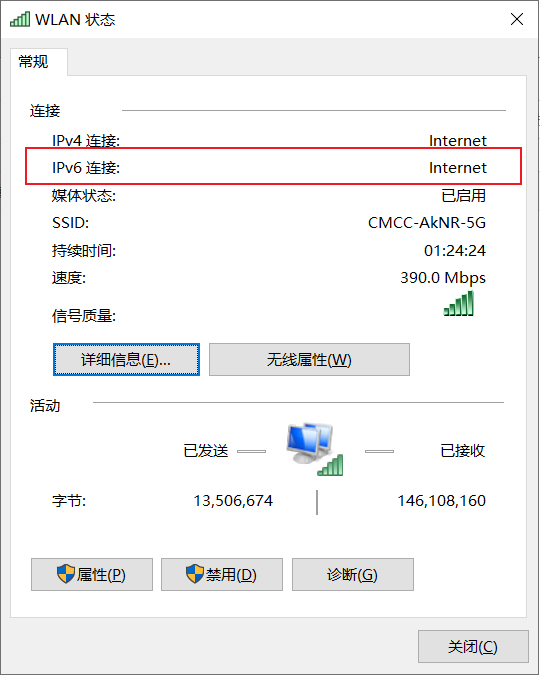 WLAN 状态
常规
连接
IPv4 连接: Internet
IPv6 连接: Internet
媒体状态: 已启用
SSID: CMCC-AkNR-5G
持续时间: 01:24:24
速度: 390.0 Mbps
信号质量:
详细信息(E)... 无线属性(W)
活动
已发送 已接收
字节: 13,506,674 146,108,160
属性(P) 禁用(D) 诊断(G)
关闭(C)